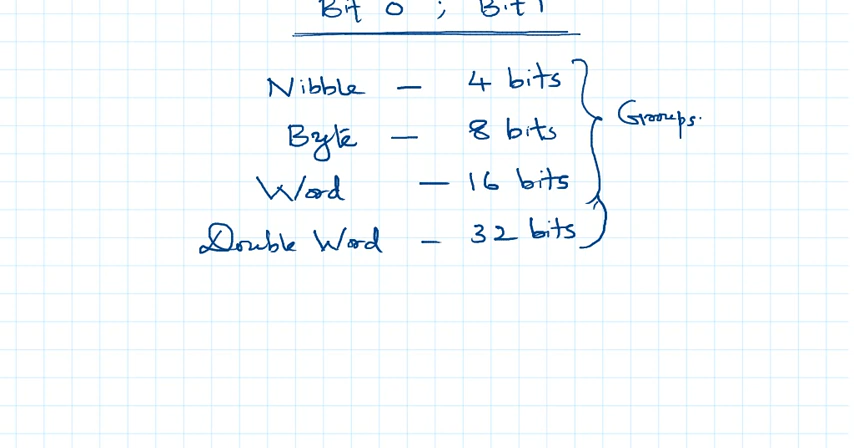 Bit 0 ; Bit 1
Nibble - 4 bits
Byte - 8 bits
Groups.
Word - 16 bits
Double Word - 32 bits